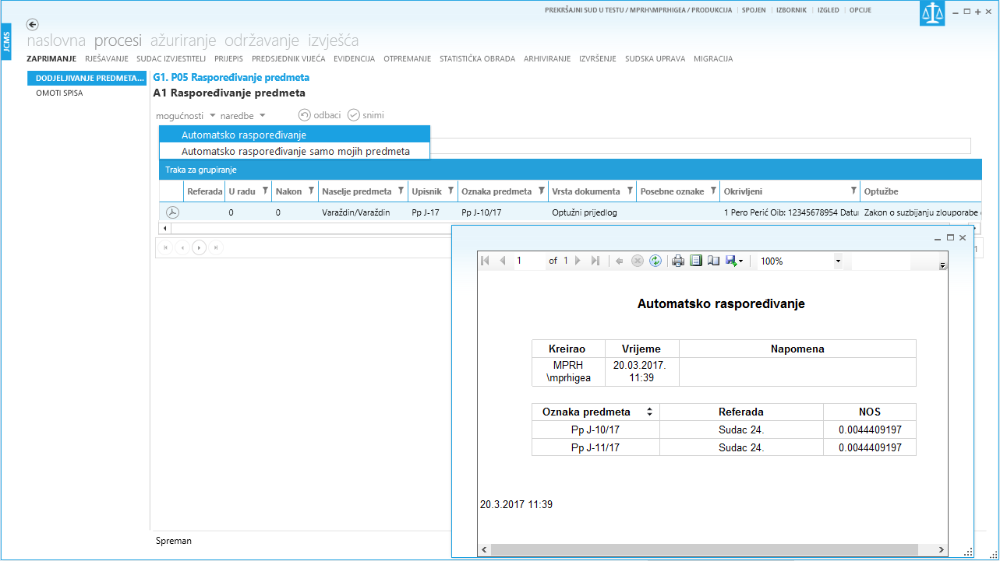 PREKRŠAJNI SUD U TESTU / MPRH\MPRHIGEA / PRODUKCIJA | SPOJEN | IZBORNIK | IZGLED | OPCIJE
JCMS
naslovna procesi ažuriranje održavanje izvješća
ZAPRIMANJE RJEŠAVANJE SUDAC IZVJESTITELJ PRIJEPIS PREDSJEDNIK VIJEĆA EVIDENCIJA OTPREMANJE STATISTIČKA OBRADA ARHIVIRANJE IZVRŠENJE SUDSKA UPRAVA MIGRACIJA
DODJELJIVANJE PREDMETA...
OMOTI SPISA
G1. P05 Raspoređivanje predmeta
A1 Raspoređivanje predmeta
mogućnosti naredbe odbaci snimi
Automatsko raspoređivanje
Automatsko raspoređivanje samo mojih predmeta
Traka za grupiranje
Referada U radu Nakon Naselje predmeta Upisnik Oznaka predmeta Vrsta dokumenta Posebne oznake Okrivljeni Optužbe
0 0 Varaždin/Varaždin Pp J-17 Pp J-10/17 Optužni prijedlog 1 Pero Perić Oib: 12345678954 Datu Zakon o suzbijanju zlouporabe
1
1 of 1 100%
Automatsko raspoređivanje
Kreirao Vrijeme Napomena
MPRH 20.03.2017.
\mprhigea 11:39
Oznaka predmeta Referada NOS
Pp J-10/17 Sudac 24. 0.0044409197
Pp J-11/17 Sudac 24. 0.0044409197
20.3.2017 11:39
Spreman